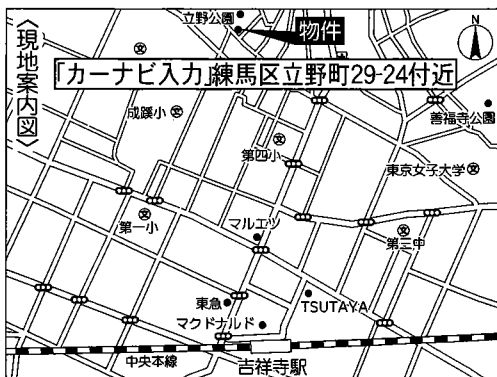 〈現地案内図〉
立野公園
物件
N
「カーナビ入力」練馬区立野町29-24付近
成蹊小
善福寺公園
第四小
東京女子大学
第一小
マルエツ
第三中
東急
TSUTAYA
マクドナルド
中央本線
吉祥寺駅